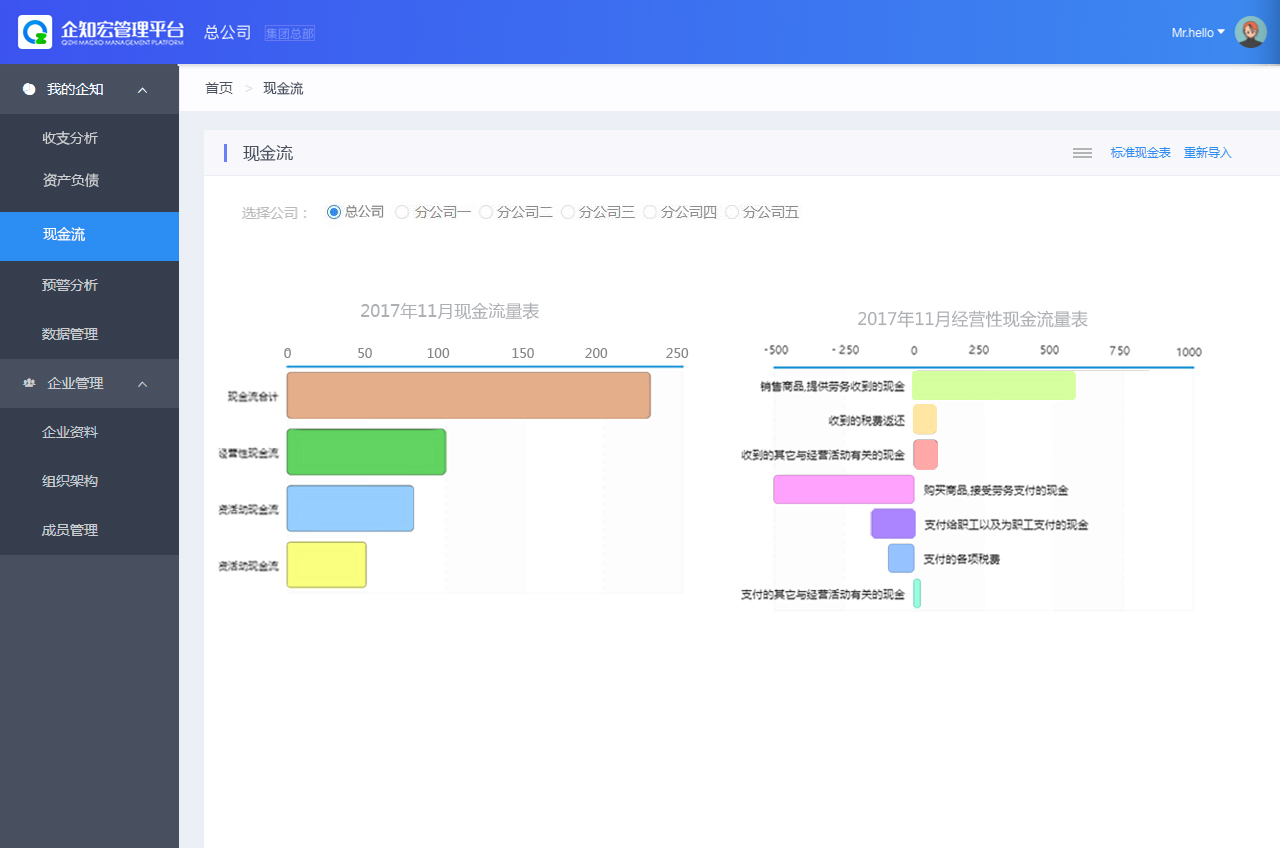 企知宏管理平台
QIZHI MACRO MANAGEMENT PLATFORM
总公司 集团总部
Mr.hello
我的企知
收支分析
资产负债
现金流
预警分析
数据管理
企业管理
企业资料
组织架构
成员管理
首页 > 现金流
现金流
标准现金表 重新导入
选择公司： 总公司 分公司一 分公司二 分公司三 分公司四 分公司五
2017年11月现金流量表
0 50 100 150 200 250
现金流合计
经营性现金流
资活动现金流
资活动现金流
2017年11月经营性现金流量表
-500 -250 0 250 500 750 1000
销售商品,提供劳务收到的现金
收到的税费返还
收到的其它与经营活动有关的现金
购买商品,接受劳务支付的现金
支付给职工以及为职工支付的现金
支付的各项税费
支付的其它与经营活动有关的现金